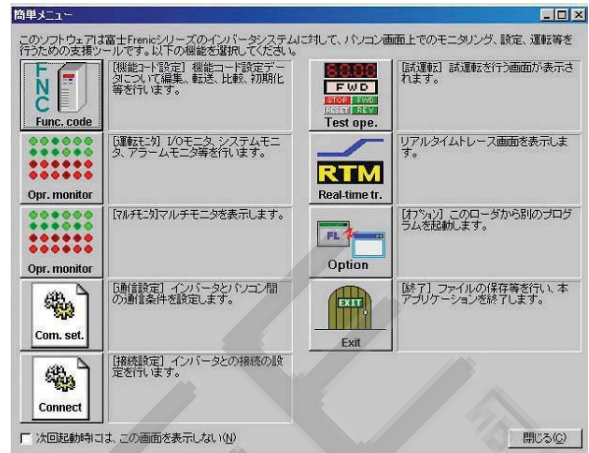 簡単メニュー
このソフトウェアは富士Frenicシリーズのインバータシステムに対して、パソコン画面上でのモニタリング、設定、運転等を
行うための支援ツールです。以下の機能を選択してください。
FNC
Func. code
[機能コード設定] 機能コード設定デー
タについて編集、転送、比較、初期化
等を行います。
Opr. monitor
[運転モニタ] I/Oモニタ、システムモニ
タ、アラームモニタ等を行います。
Opr. monitor
[マルチモニタ]マルチモニタを表示します。
Com. set.
[通信設定] インバータとパソコン間
の通信条件を設定します。
Connect
[接続設定] インバータとの接続の設
定を行います。
60.00
FWD
STOP FWD
RESET REV
Test ope.
[試運転] 試運転を行う画面が表示さ
れます。
RTM
Real-time tr.
リアルタイムトレース画面を表示しま
す。
FL
Option
[オプション] このローダから別のプログ
ラムを起動します。
EXIT
Exit
[終了] ファイルの保存等を行い、本
アプリケーションを終了します。
次回起動時には、この画面を表示しない(N)
閉じる(C)